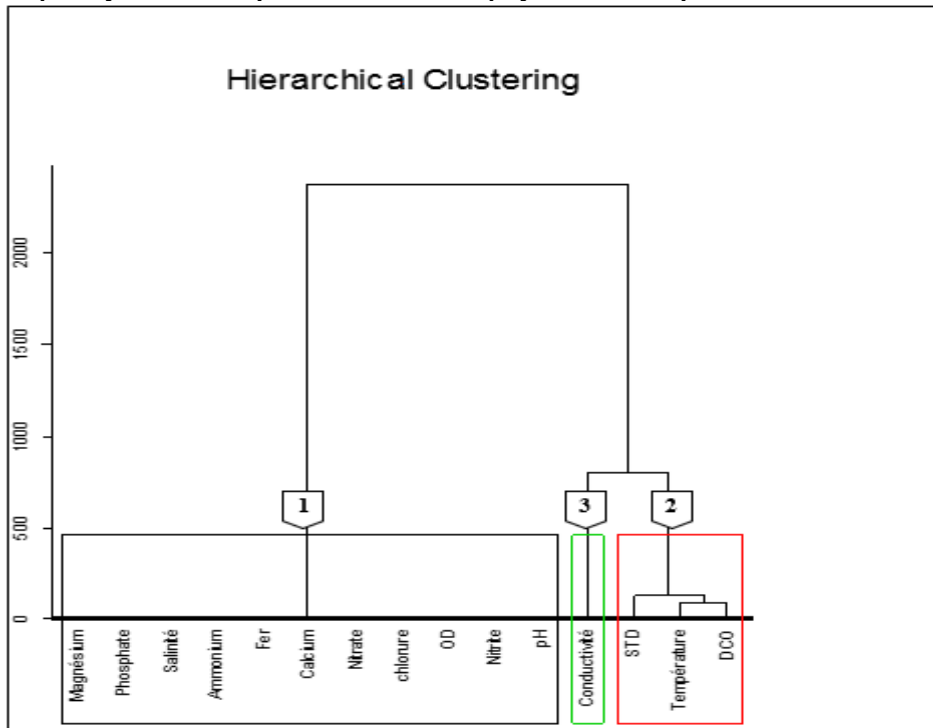 Hierarchical Clustering
2000
1500
1000
500
0
1
3
2
Magnésium
Phosphate
Salinité
Ammonium
Fer
Calcium
Nitrate
chlorure
OD
Nitrite
pH
Conductivité
STD
Température
DCO